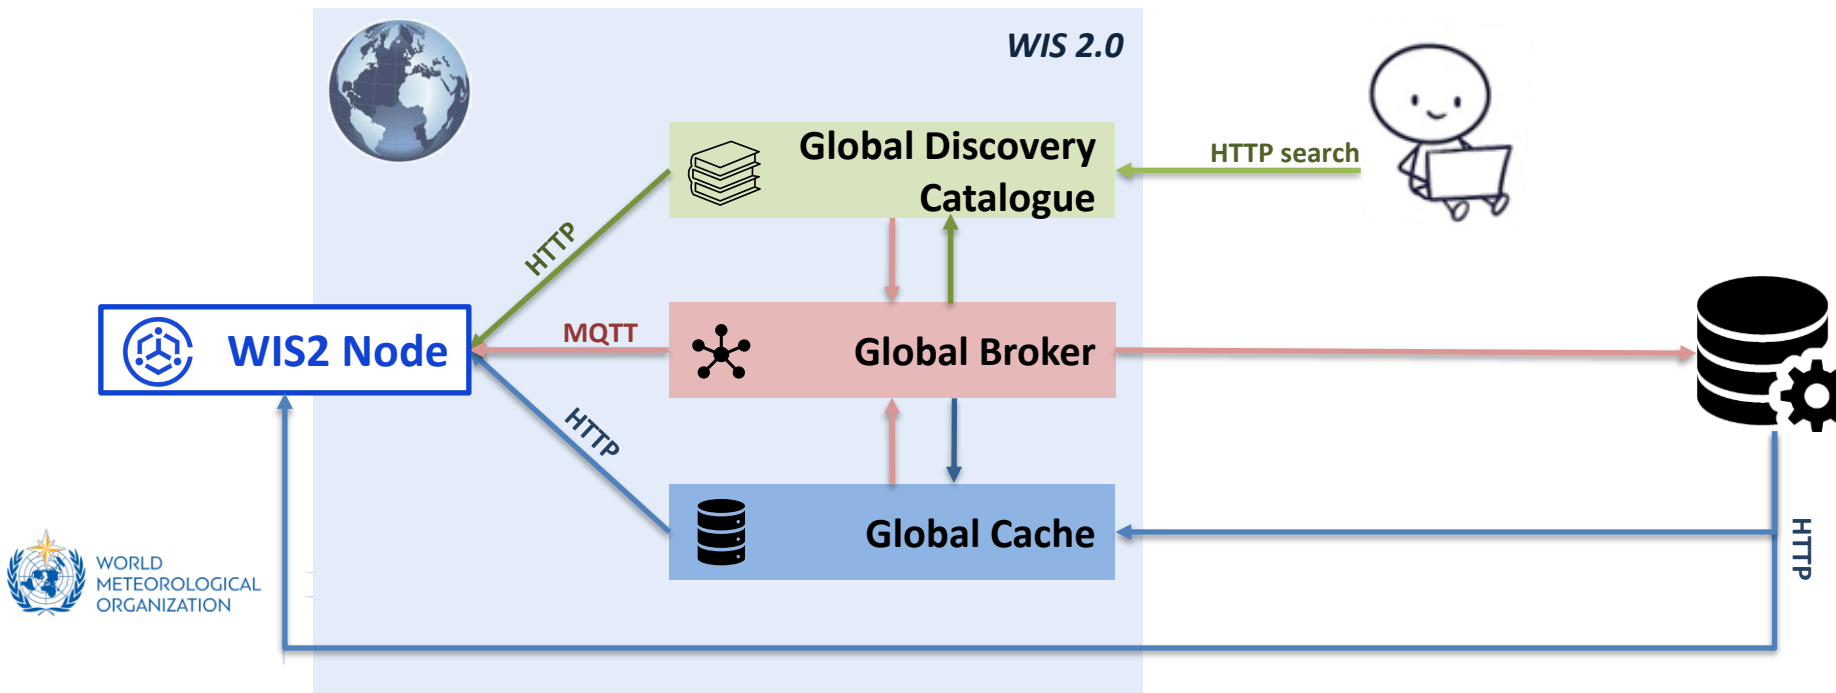 WIS 2.0
Global Discovery
Catalogue
HTTP search
HTTP
WIS2 Node
MQTT
Global Broker
HTTP
Global Cache
HTTP
WORLD
METEOROLOGICAL
ORGANIZATION